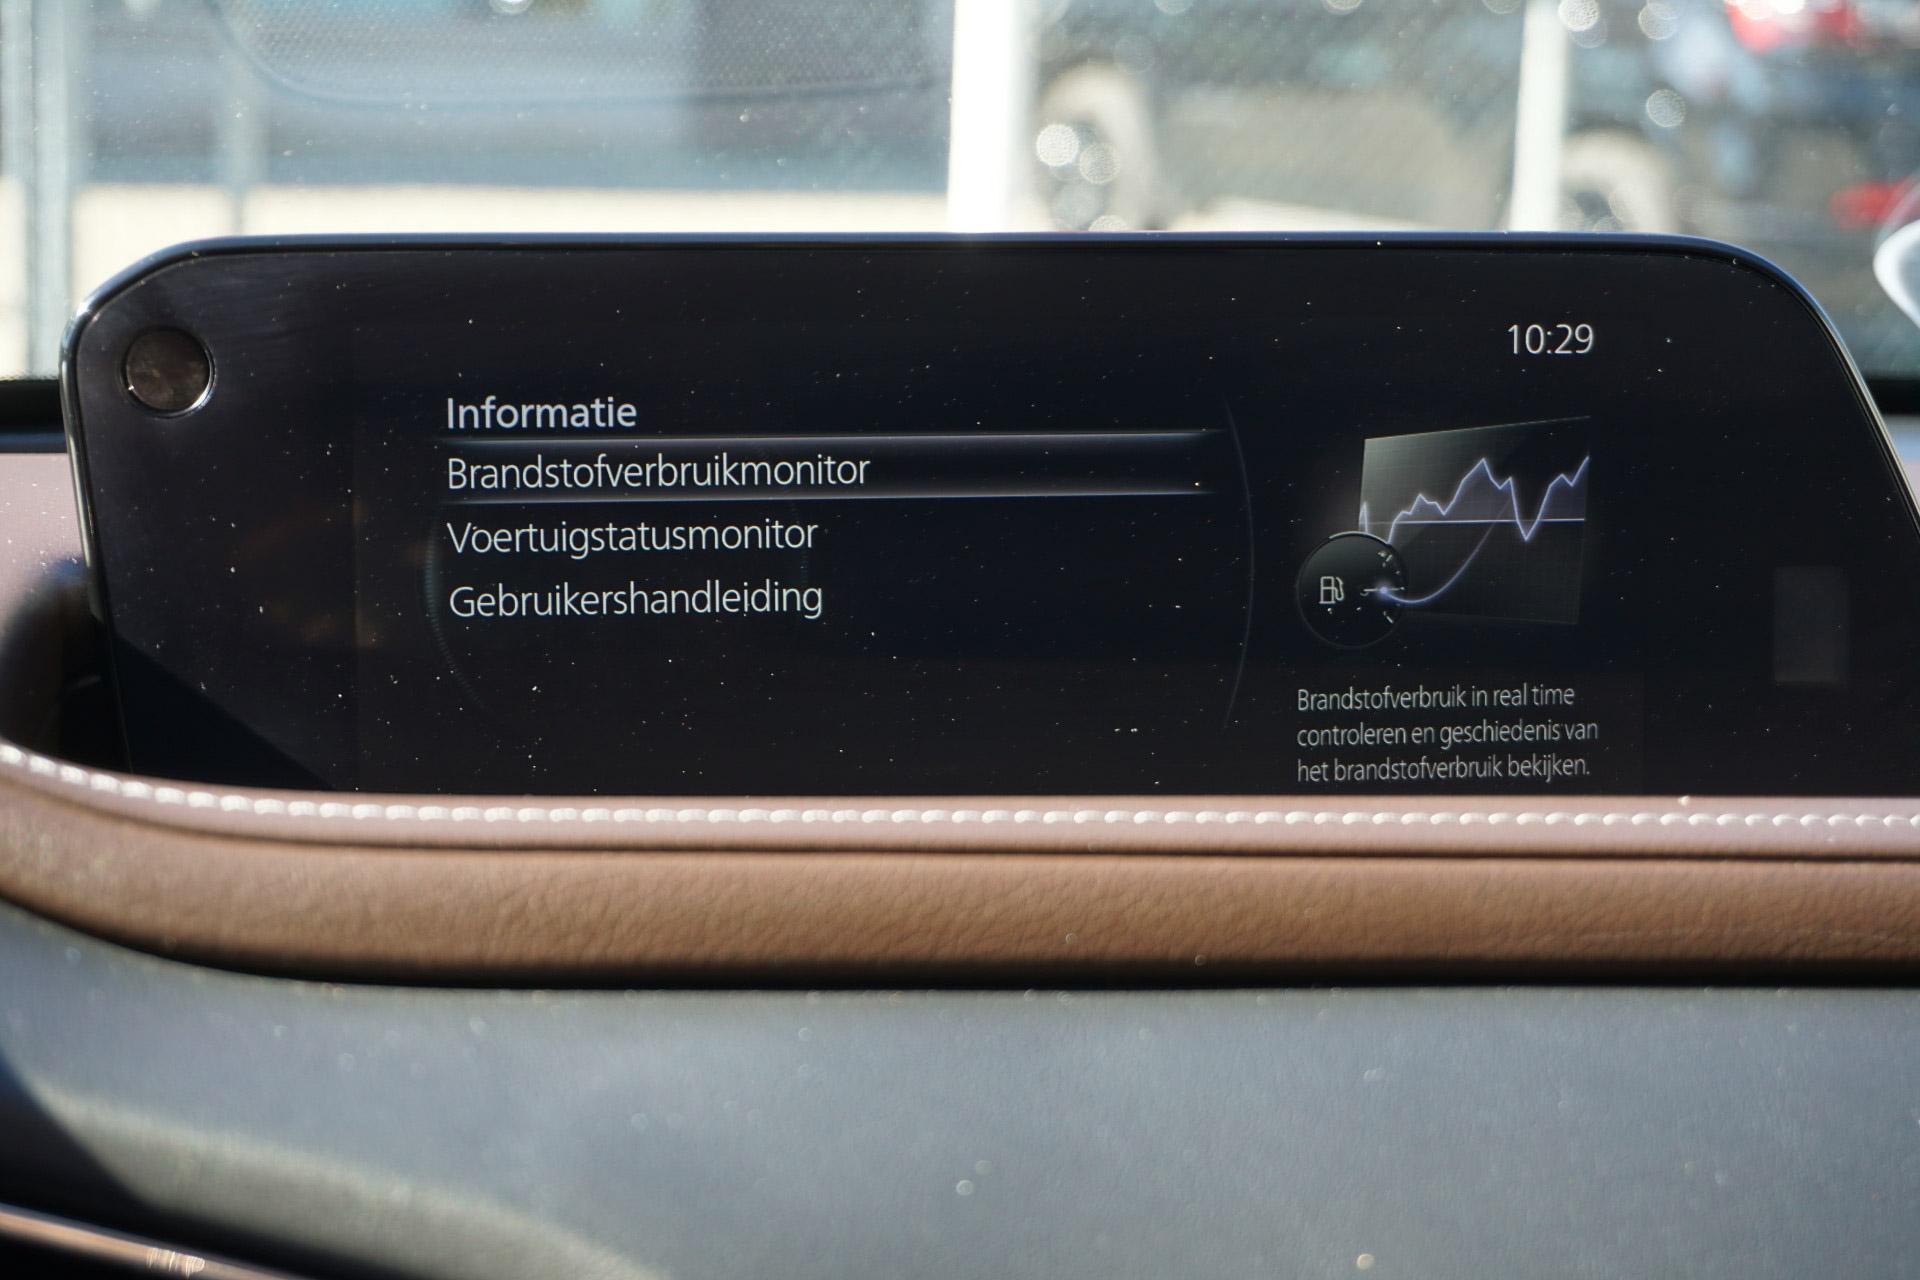 10:29
Informatie
Brandstofverbruikmonitor
Voertuigstatusmonitor
Gebruikershandleiding
Brandstofverbruik in real time
controleren en geschiedenis van
het brandstofverbruik bekijken.